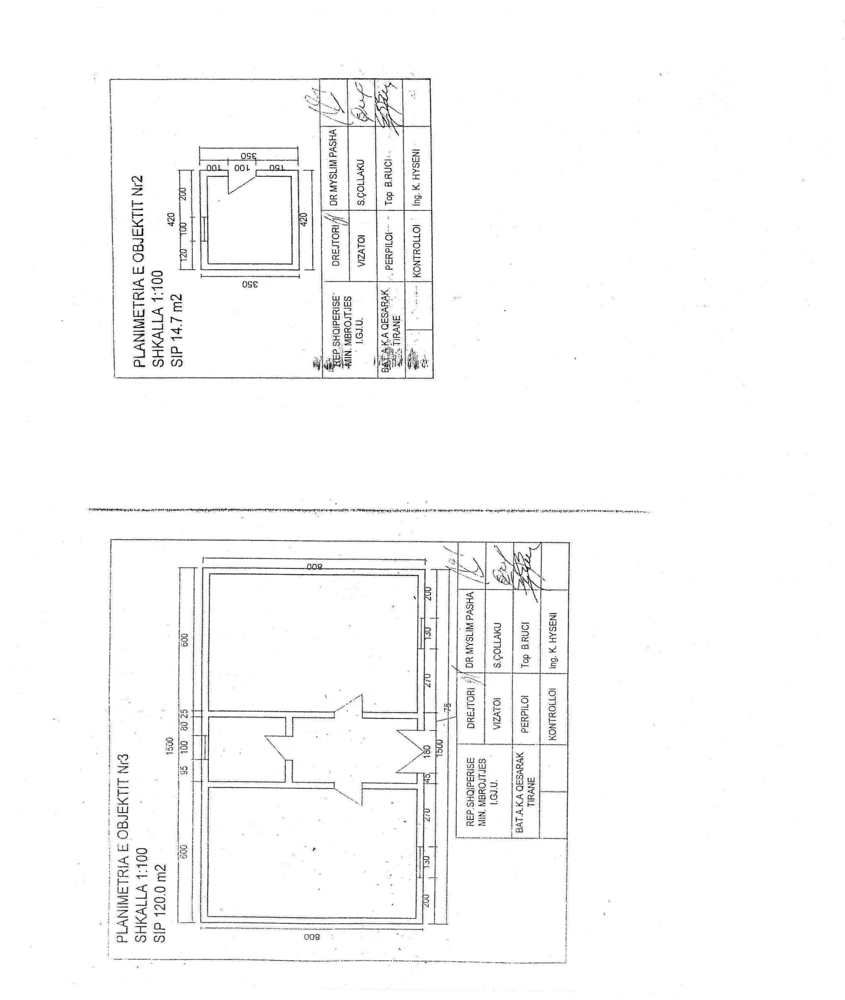 PLANIMETRIA E OBJEKTIT Nr3
SHKALLA 1:100
SIP 120.0 m2
1500
600
95
100
80
25
600
800
800
200
130
270
45
180
270
130
200
1500
75
REP.SHQIPERISE
MIN. MBROJTJES
I.GJ.U.
DREJTORI
DR MYSLIM PASHA
VIZATOI
S.ÇOLLAKU
BAT.A.K.A QESARAK
TIRANE
PERPILOI
Top B.RUCI
KONTROLLOI
Ing. K. HYSENI
PLANIMETRIA E OBJEKTIT Nr2
SHKALLA 1:100
SIP 14.7 m2
420
120
100
200
350
100
100
150
350
420
REP.SHQIPERISE
MIN. MBROJTJES
I.GJ.U.
DREJTORI
DR MYSLIM PASHA
VIZATOI
S.ÇOLLAKU
BAT.A.K.A QESARAK
TIRANE
PERPILOI
Top B.RUCI
KONTROLLOI
Ing. K. HYSENI